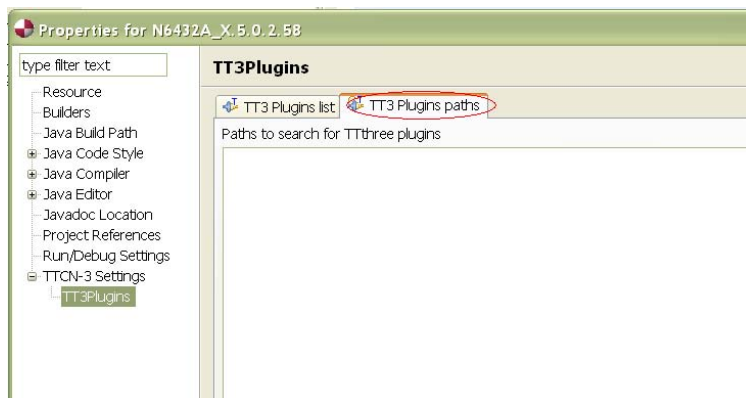 Properties for N6432A_X.5.0.2.58
type filter text
Resource
Builders
Java Build Path
Java Code Style
Java Compiler
Java Editor
Javadoc Location
Project References
Run/Debug Settings
TTCN-3 Settings
TT3Plugins
TT3Plugins
TT3 Plugins list
TT3 Plugins paths
Paths to search for TTthree plugins